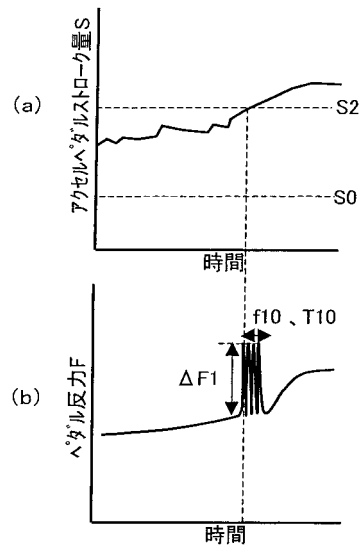 (a)
アクセルペダルストローク量S
S2
S0
時間
(b)
ペダル反力F
f10 、T10
ΔF1
時間